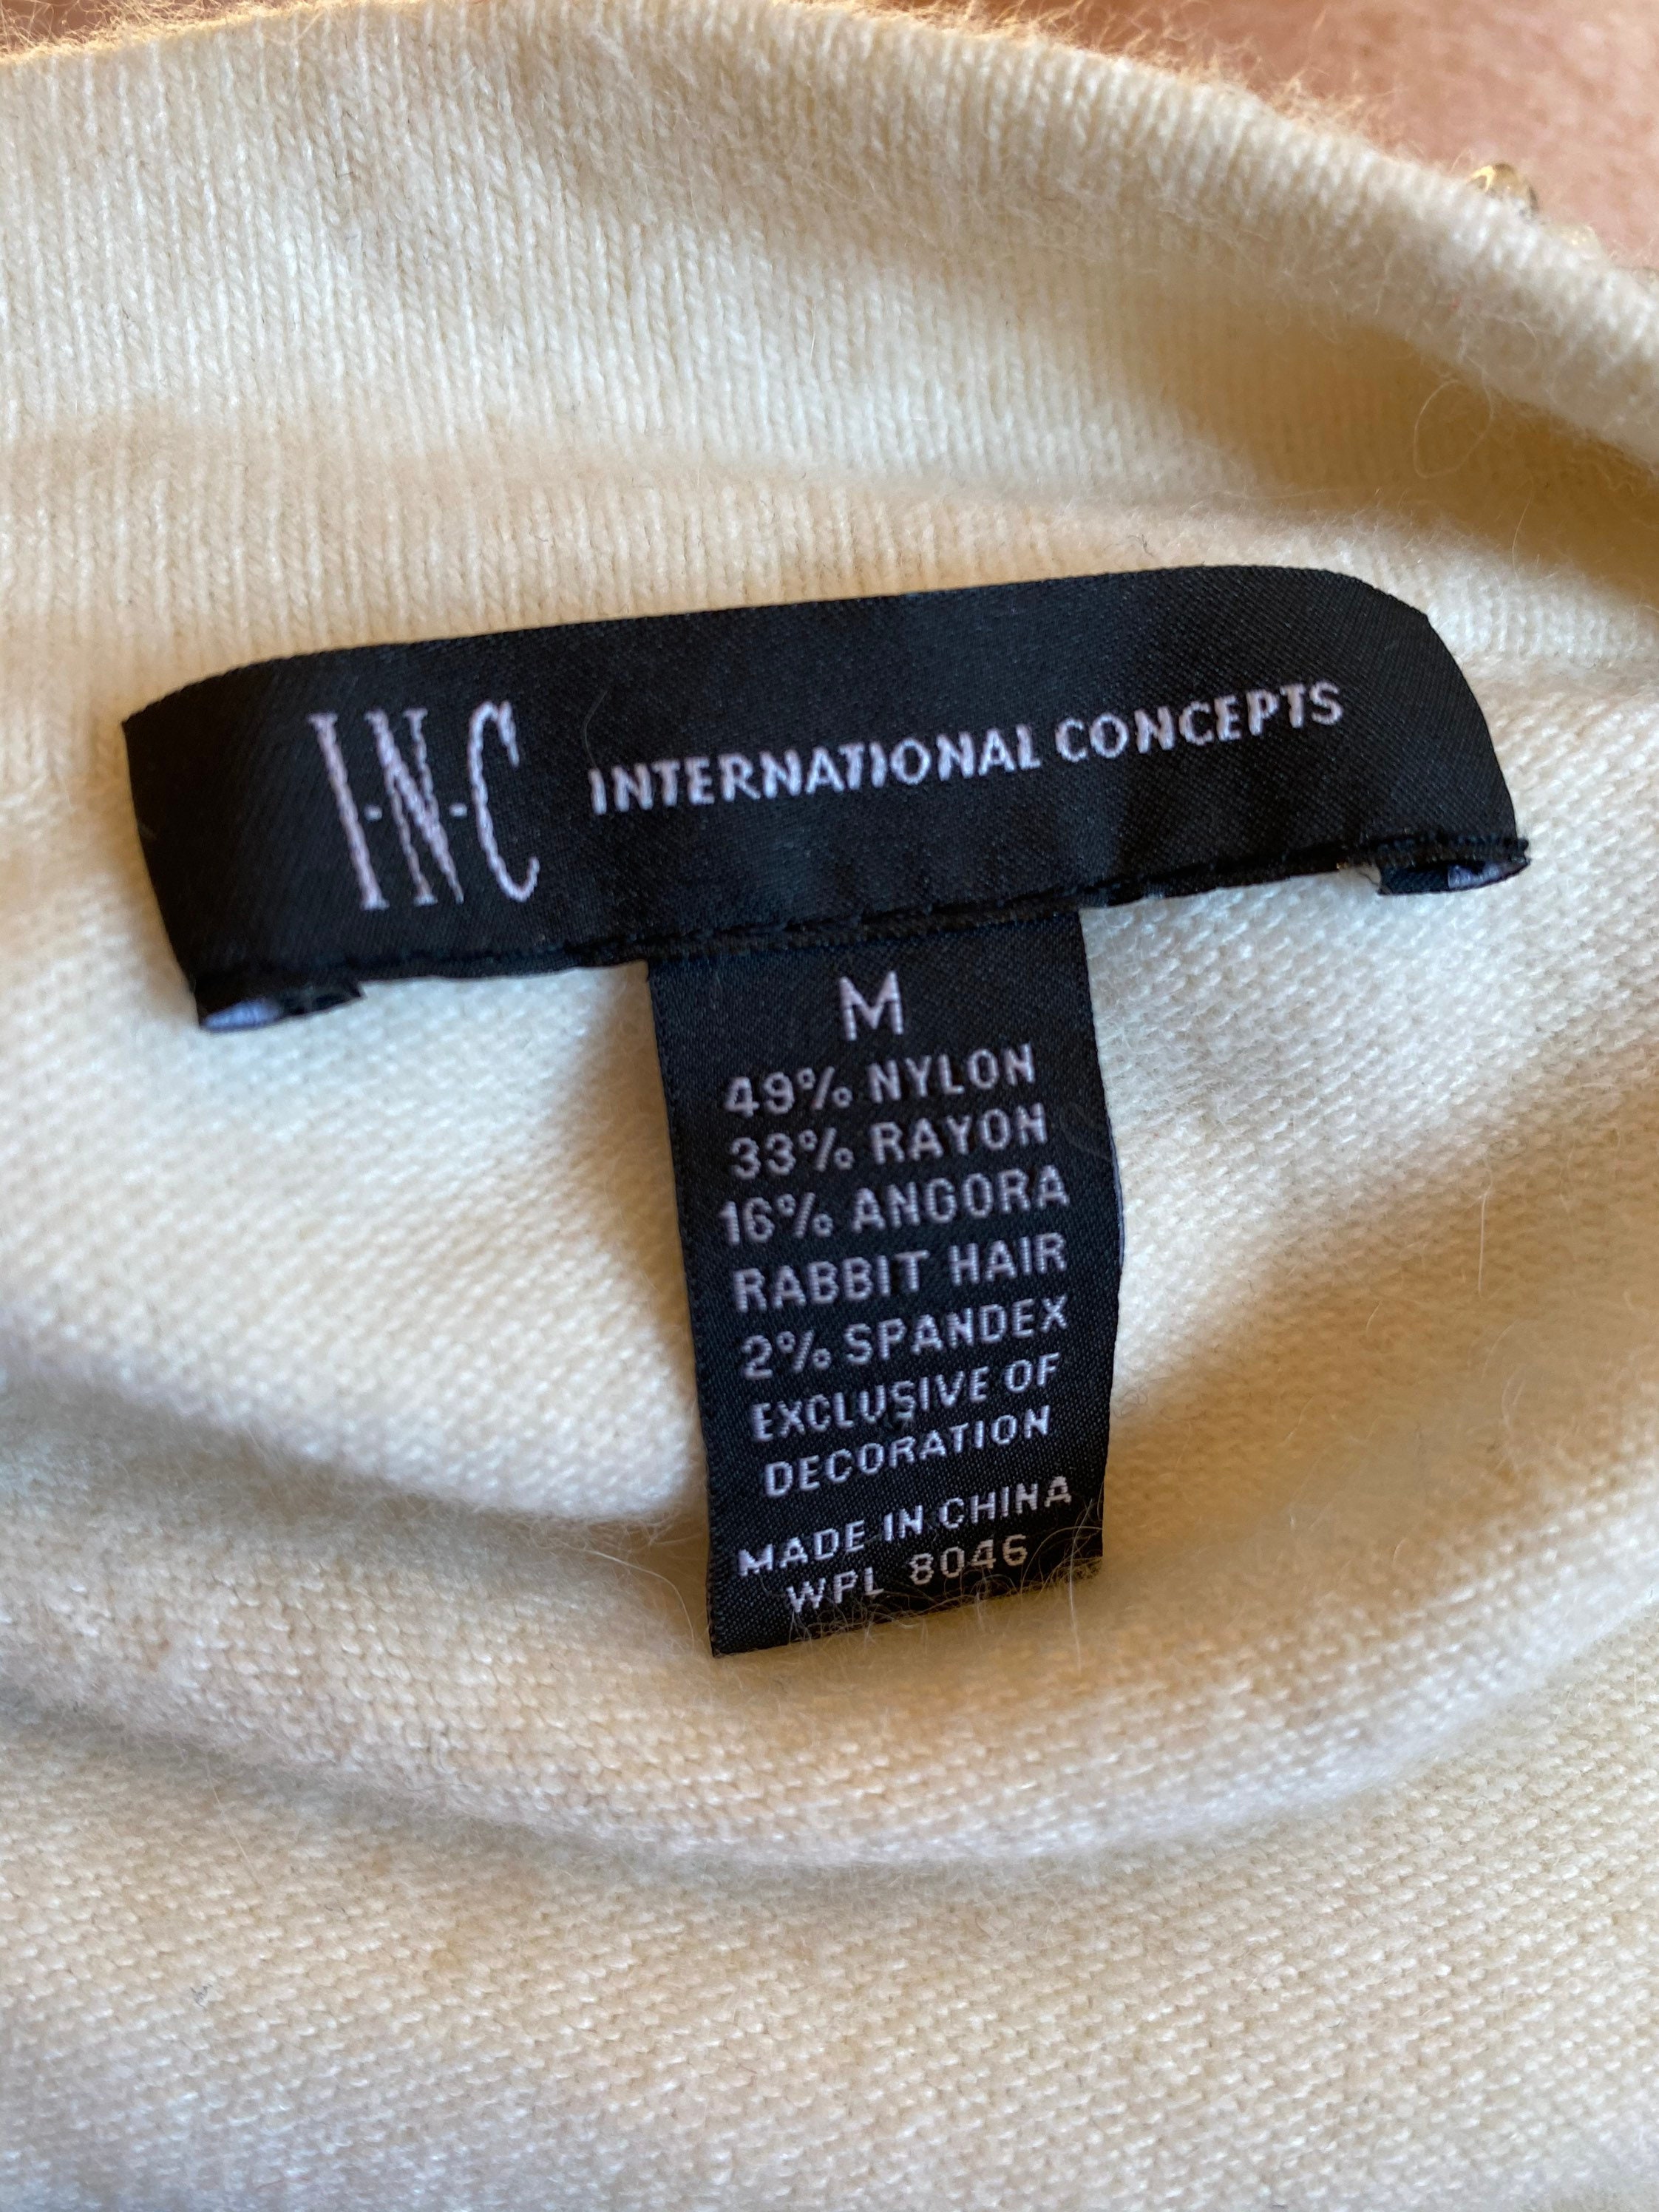 I-N-C INTERNATIONAL CONCEPTS
M
49% NYLON
33% RAYON
16% ANGORA
RABBIT HAIR
2% SPANDEX
EXCLUSIVE OF
DECORATION
MADE IN CHINA
WPL 8046